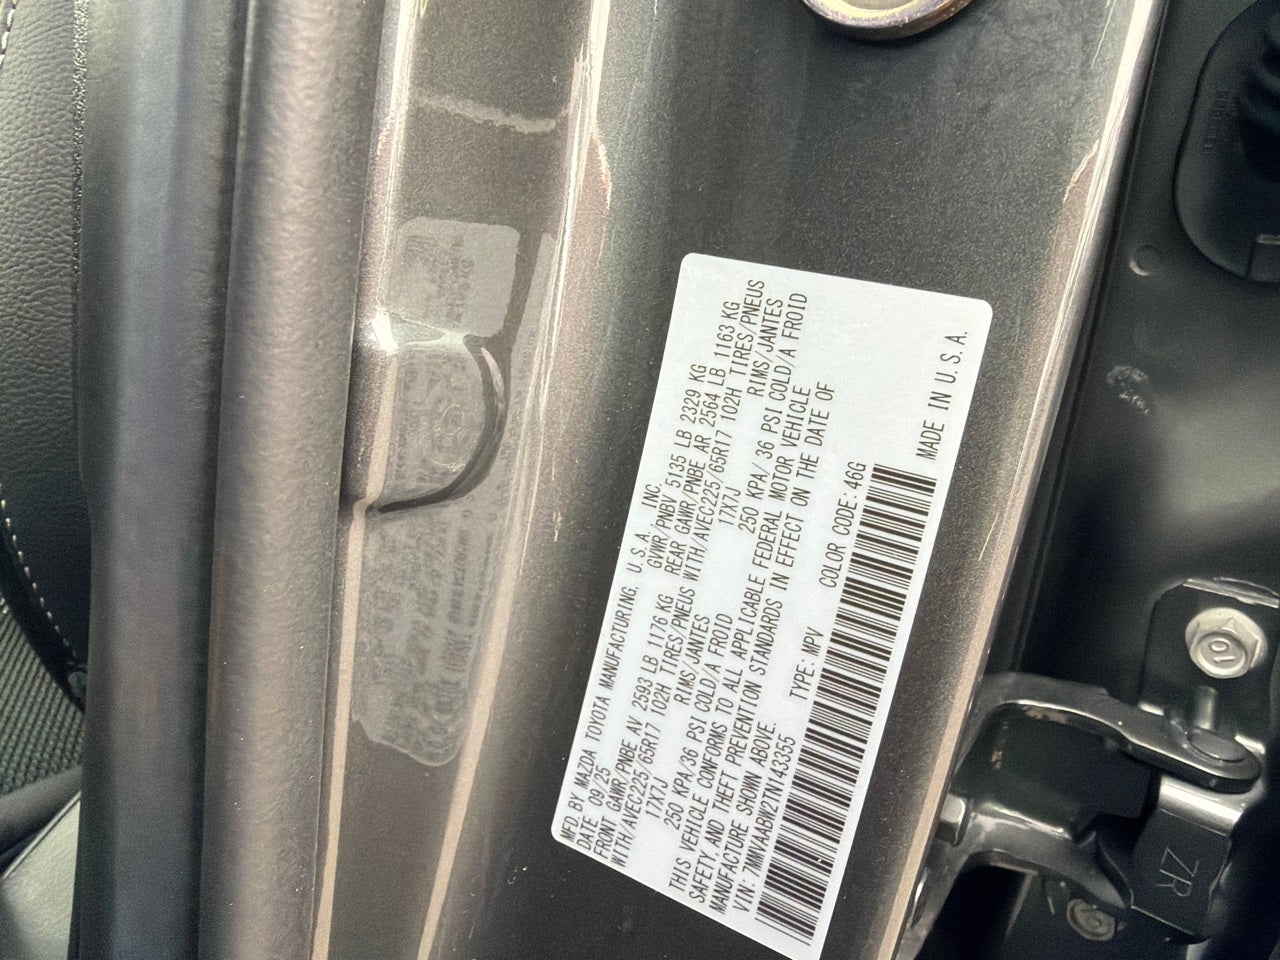 MFD. BY MAZDA TOYOTA MANUFACTURING, U.S.A., INC.
DATE: 09/25 GVWR/PNBV 5135 LB 2329 KG
FRONT GAWR/PNBE AV 2593 LB 1176 KG REAR GAWR/PNBE AR 2564 LB 1163 KG
WITH/AVEC225/65R17 102H TIRES/PNEUS WITH/AVEC225/65R17 102H TIRES/PNEUS
17X7J RIMS/JANTES 17X7J RIMS/JANTES
250 KPA/36 PSI COLD/A FROID 250 KPA/ 36 PSI COLD/A FROID
THIS VEHICLE CONFORMS TO ALL APPLICABLE FEDERAL MOTOR VEHICLE
SAFETY, AND THEFT PREVENTION STANDARDS IN EFFECT ON THE DATE OF
MANUFACTURE SHOWN ABOVE.
VIN: 7MMVAABW2TN143355 TYPE: MPV COLOR CODE: 46G
MADE IN U.S.A.
10
ZR